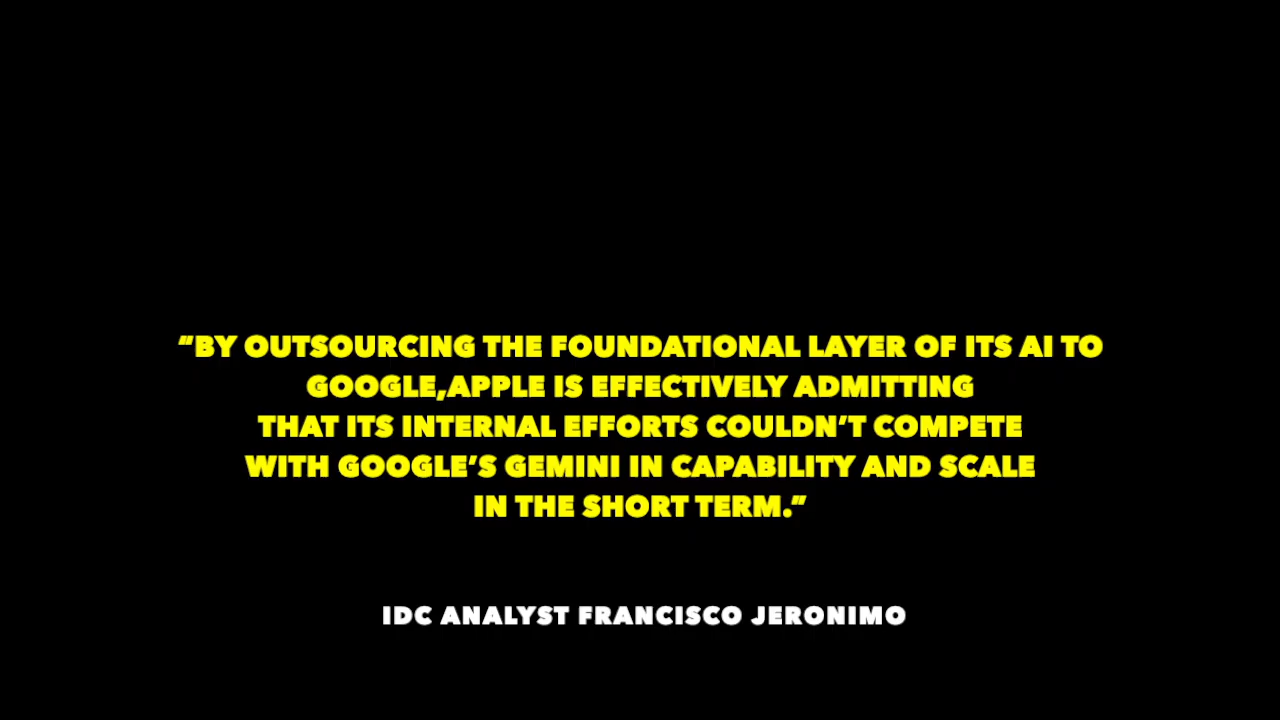 “BY OUTSOURCING THE FOUNDATIONAL LAYER OF ITS AI TO
GOOGLE,APPLE IS EFFECTIVELY ADMITTING
THAT ITS INTERNAL EFFORTS COULDN’T COMPETE
WITH GOOGLE’S GEMINI IN CAPABILITY AND SCALE
IN THE SHORT TERM.”
IDC ANALYST FRANCISCO JERONIMO